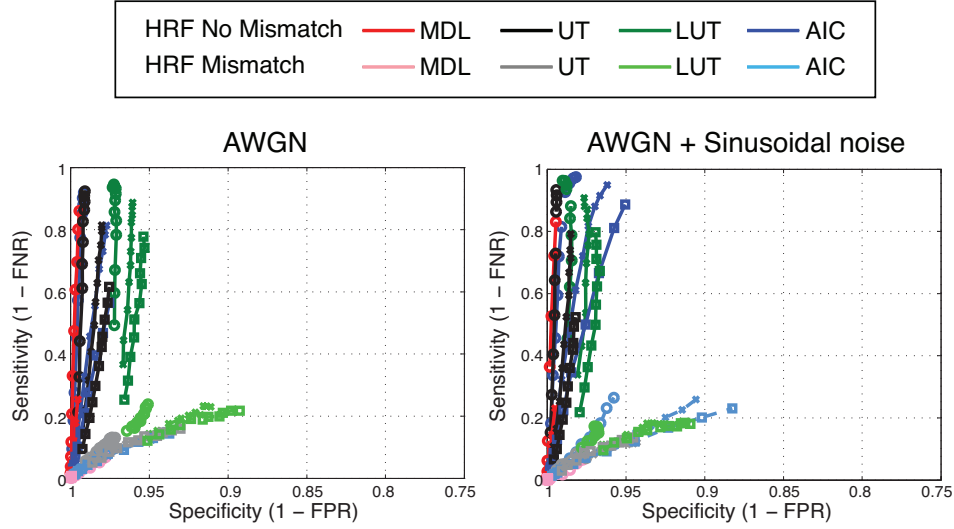 HRF No Mismatch MDL UT LUT AIC
HRF Mismatch MDL UT LUT AIC
AWGN
1
0.8
0.6
0.4
0.2
0
Sensitivity (1 − FNR)
1 0.95 0.9 0.85 0.8 0.75
Specificity (1 − FPR)
AWGN + Sinusoidal noise
1
0.8
0.6
0.4
0.2
0
Sensitivity (1 − FNR)
1 0.95 0.9 0.85 0.8 0.75
Specificity (1 − FPR)